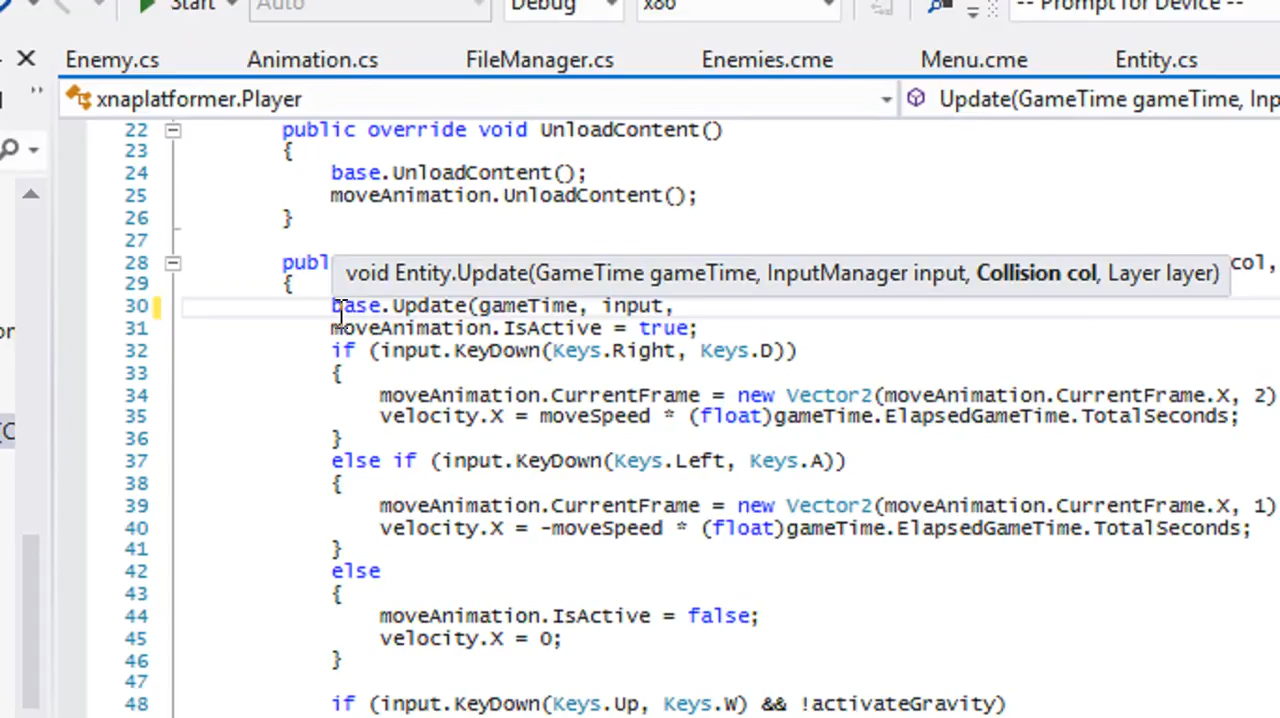 Start Auto Debug x86 -- Prompt for Device --
Enemy.cs Animation.cs FileManager.cs Enemies.cme Menu.cme Entity.cs
xnaplatformer.Player Update(GameTime gameTime, Inp
22 public override void UnloadContent()
23 {
24 base.UnloadContent();
25 moveAnimation.UnloadContent();
26 }
27
28 publ void Entity.Update(GameTime gameTime, InputManager input, Collision col, Layer layer) col,
29 {
30 base.Update(gameTime, input,
31 moveAnimation.IsActive = true;
32 if (input.KeyDown(Keys.Right, Keys.D))
33 {
34 moveAnimation.CurrentFrame = new Vector2(moveAnimation.CurrentFrame.X, 2)
35 velocity.X = moveSpeed * (float)gameTime.ElapsedGameTime.TotalSeconds;
36 }
37 else if (input.KeyDown(Keys.Left, Keys.A))
38 {
39 moveAnimation.CurrentFrame = new Vector2(moveAnimation.CurrentFrame.X, 1)
40 velocity.X = -moveSpeed * (float)gameTime.ElapsedGameTime.TotalSeconds;
41 }
42 else
43 {
44 moveAnimation.IsActive = false;
45 velocity.X = 0;
46 }
47
48 if (input.KeyDown(Keys.Up, Keys.W) && !activateGravity)